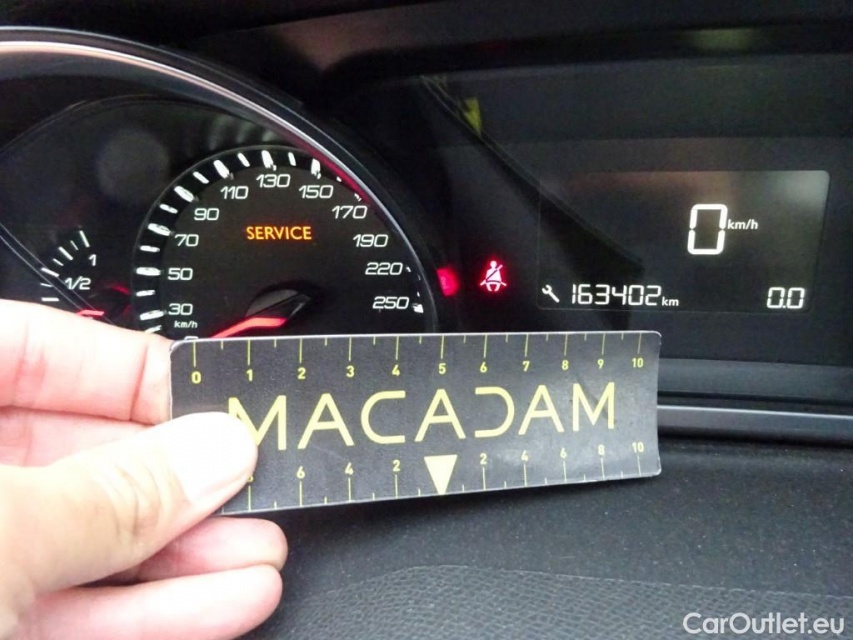 130
110 150
90 170
70 SERVICE 190
50 220
30 250
km/h
1
1/2
0 km/h
163402 km 0.0
0 1 2 3 4 5 6 7 8 9 10
MACADAM
6 4 2 2 4 6 8 10
CarOutlet.eu